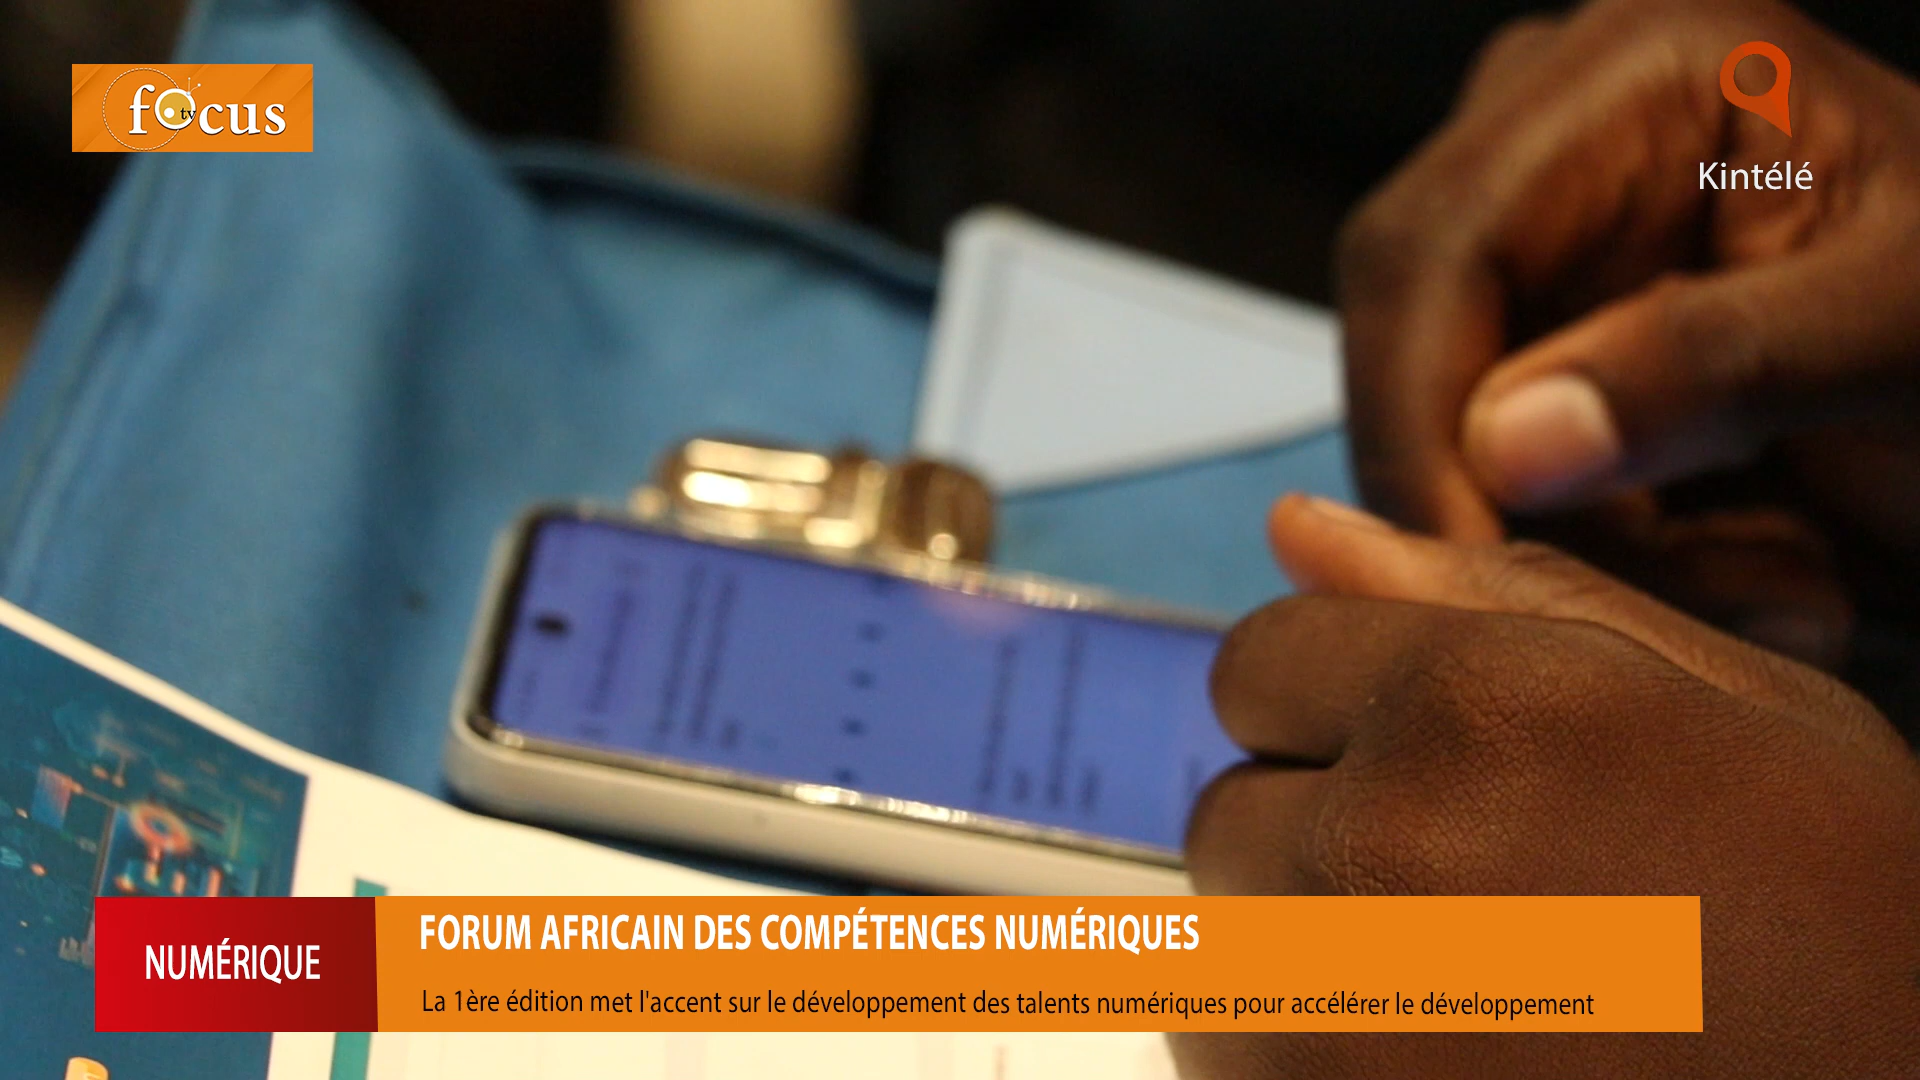 focus
tv
Kintélé
NUMÉRIQUE
FORUM AFRICAIN DES COMPÉTENCES NUMÉRIQUES
La 1ère édition met l'accent sur le développement des talents numériques pour accélérer le développement